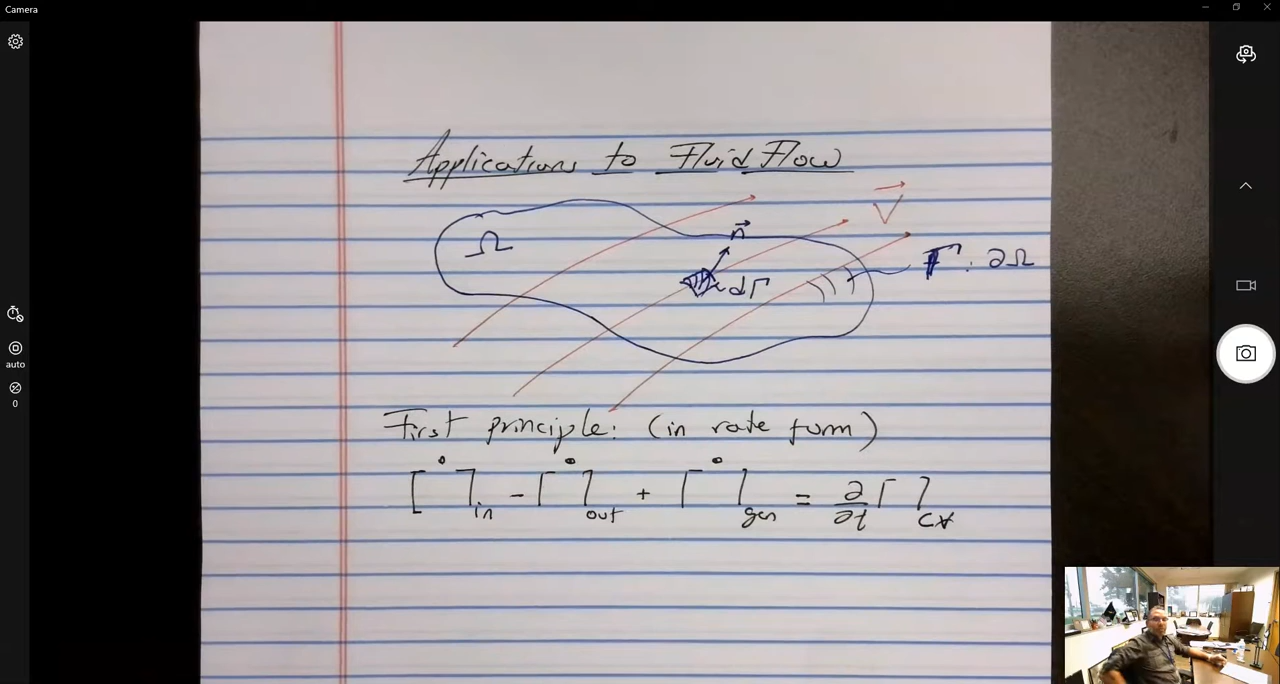 Camera
Applications to Fluid Flow
V⃗
Ω
n⃗
Γ: ∂Ω
dΓ
auto
0
First principle: (in rate form)
[ ˙ ]in - [ ˙ ]out + [ ˙ ]gen = ∂/∂t [ ]CV